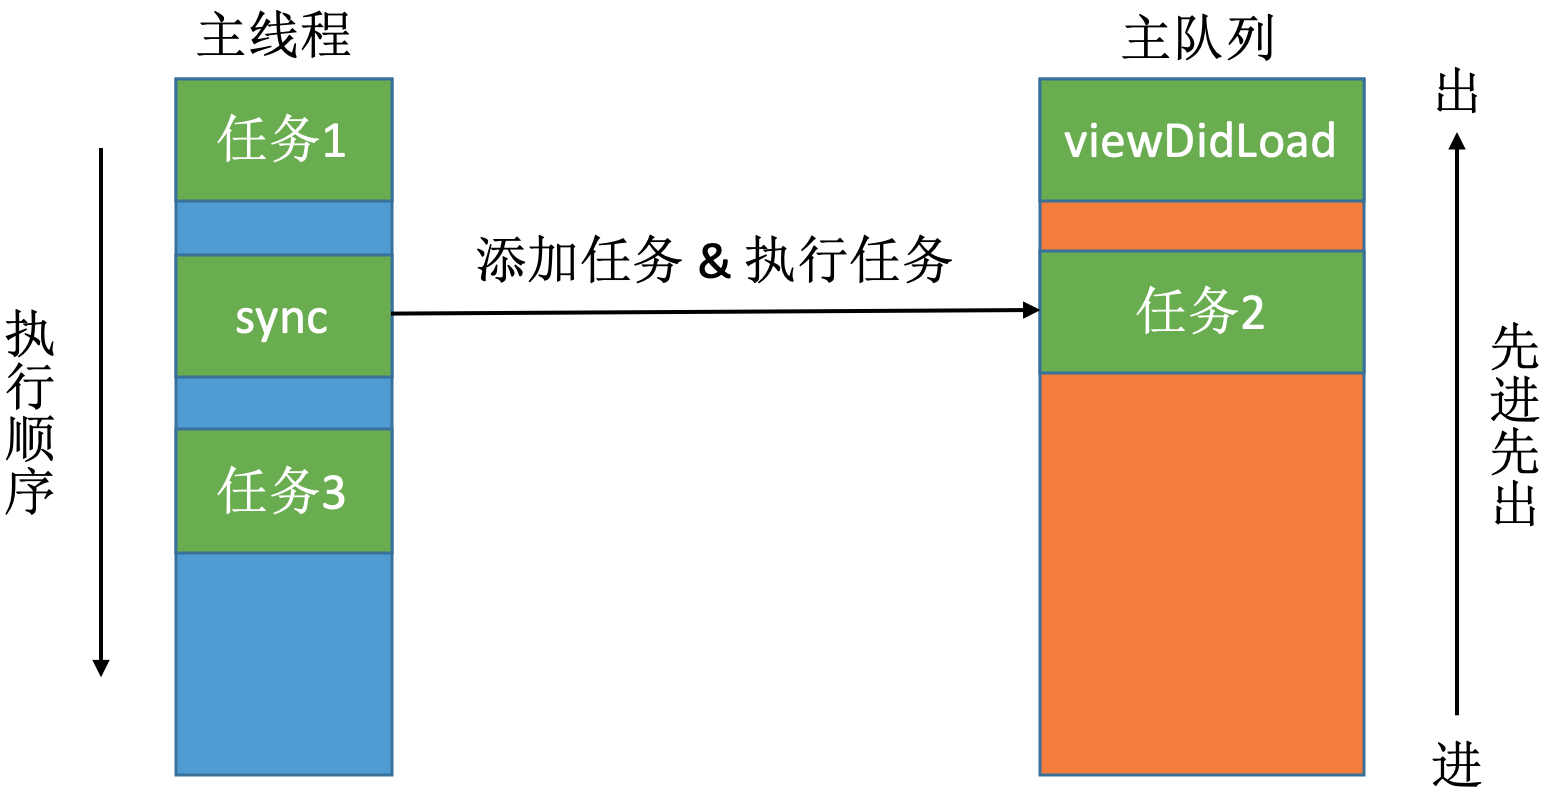 主线程
主队列
任务1
viewDidLoad
出
添加任务 & 执行任务
sync
任务2
执行顺序
先进先出
任务3
进